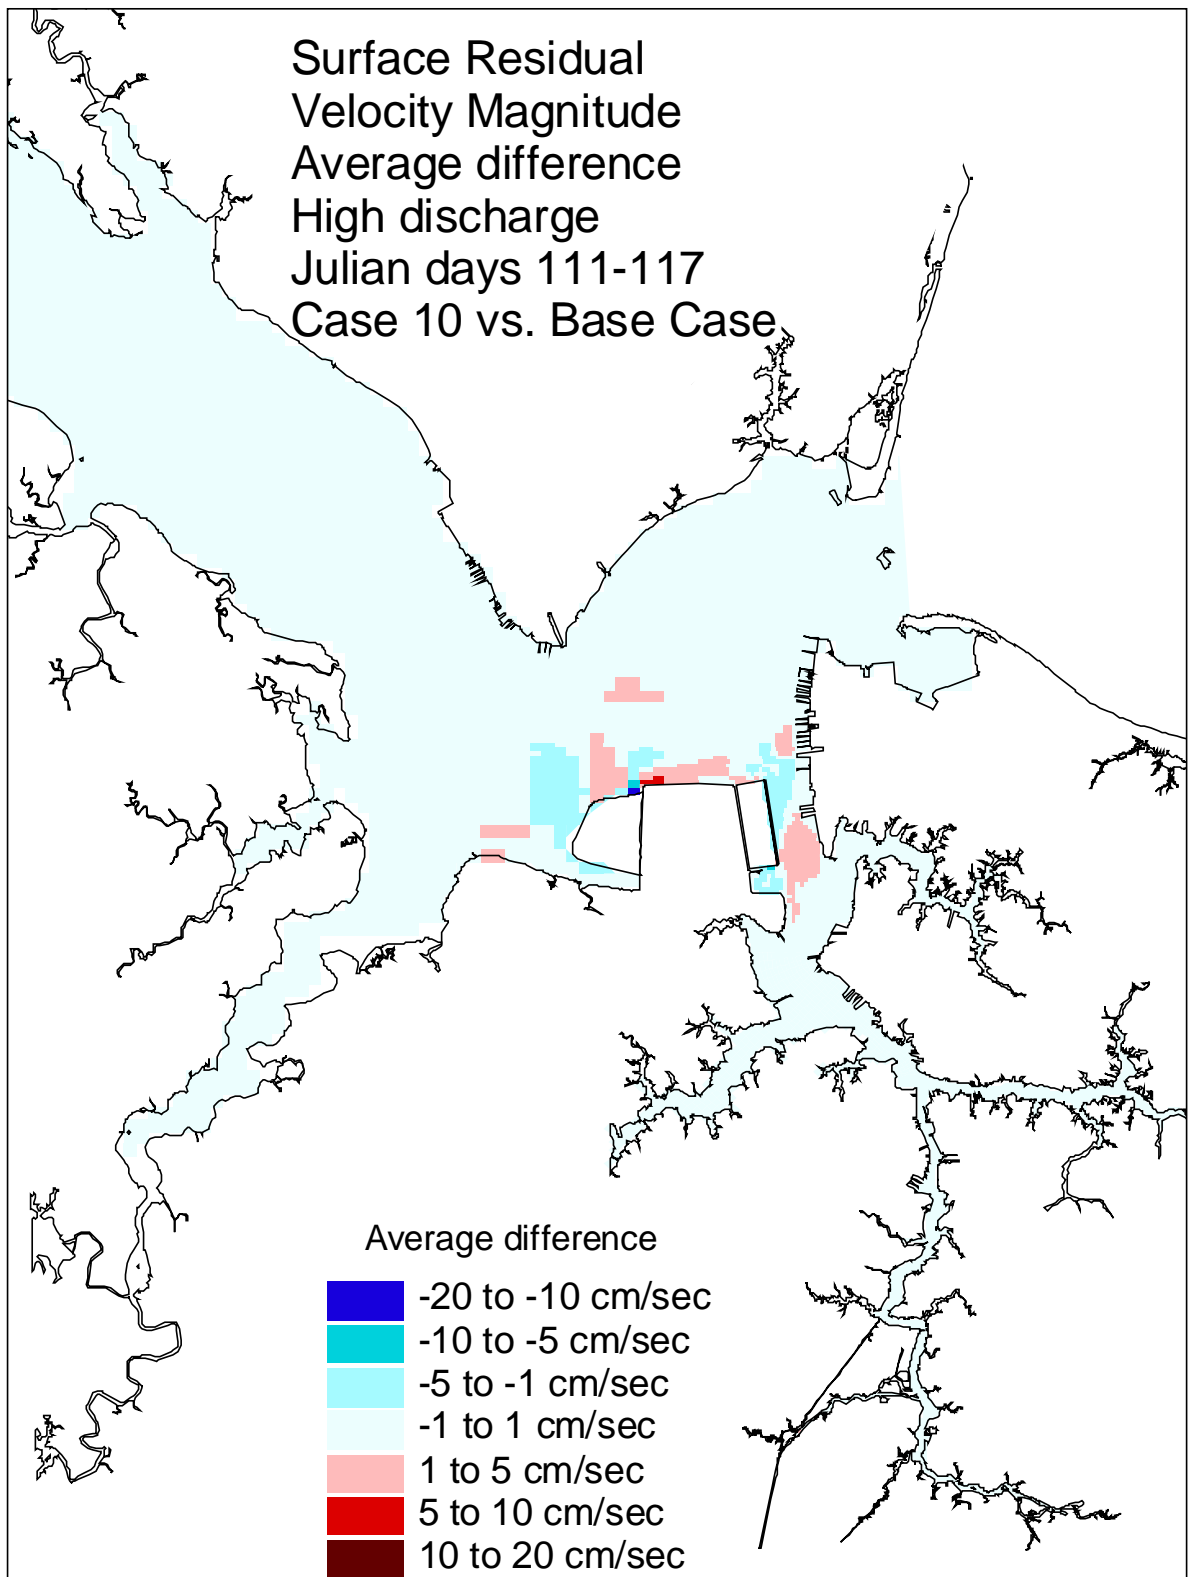 Surface Residual
Velocity Magnitude
Average difference
High discharge
Julian days 111-117
Case 10 vs. Base Case
Average difference
-20 to -10 cm/sec
-10 to -5 cm/sec
-5 to -1 cm/sec
-1 to 1 cm/sec
1 to 5 cm/sec
5 to 10 cm/sec
10 to 20 cm/sec